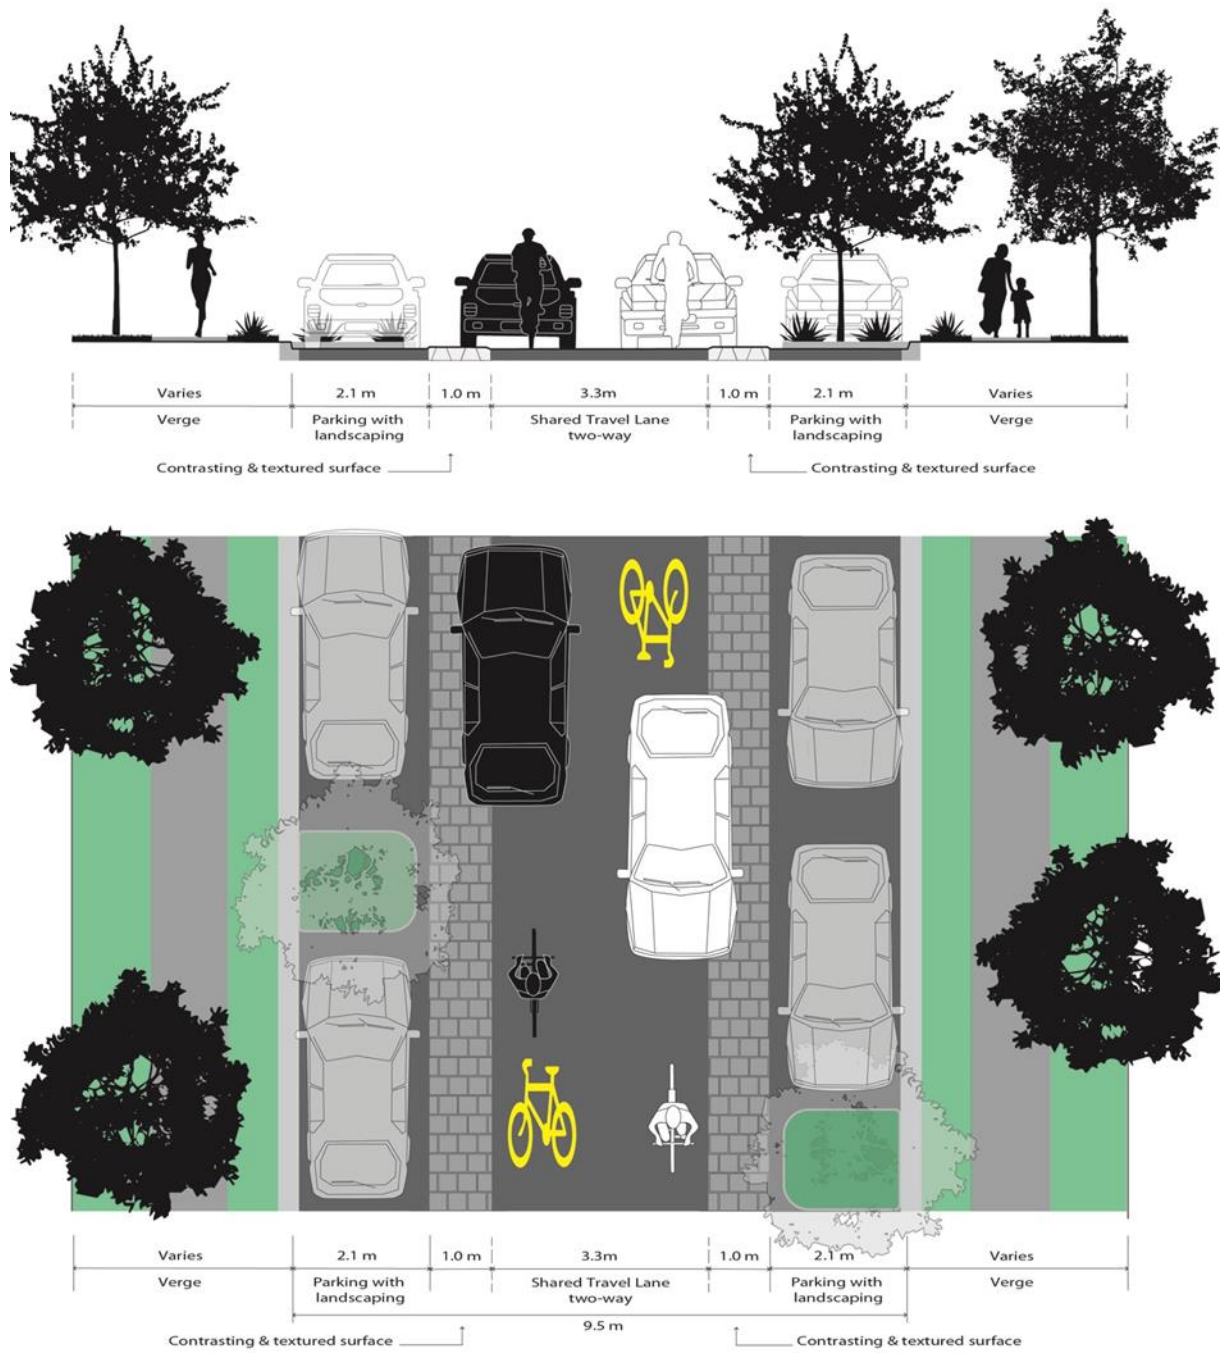 Varies 2.1 m 1.0 m 3.3m 1.0 m 2.1 m Varies
Verge Parking with Shared Travel Lane Parking with Verge
landscaping two-way landscaping
Contrasting & textured surface Contrasting & textured surface
Varies 2.1 m 1.0 m 3.3m 1.0 m 2.1 m Varies
Verge Parking with Shared Travel Lane Parking with Verge
landscaping two-way landscaping
9.5 m
Contrasting & textured surface Contrasting & textured surface